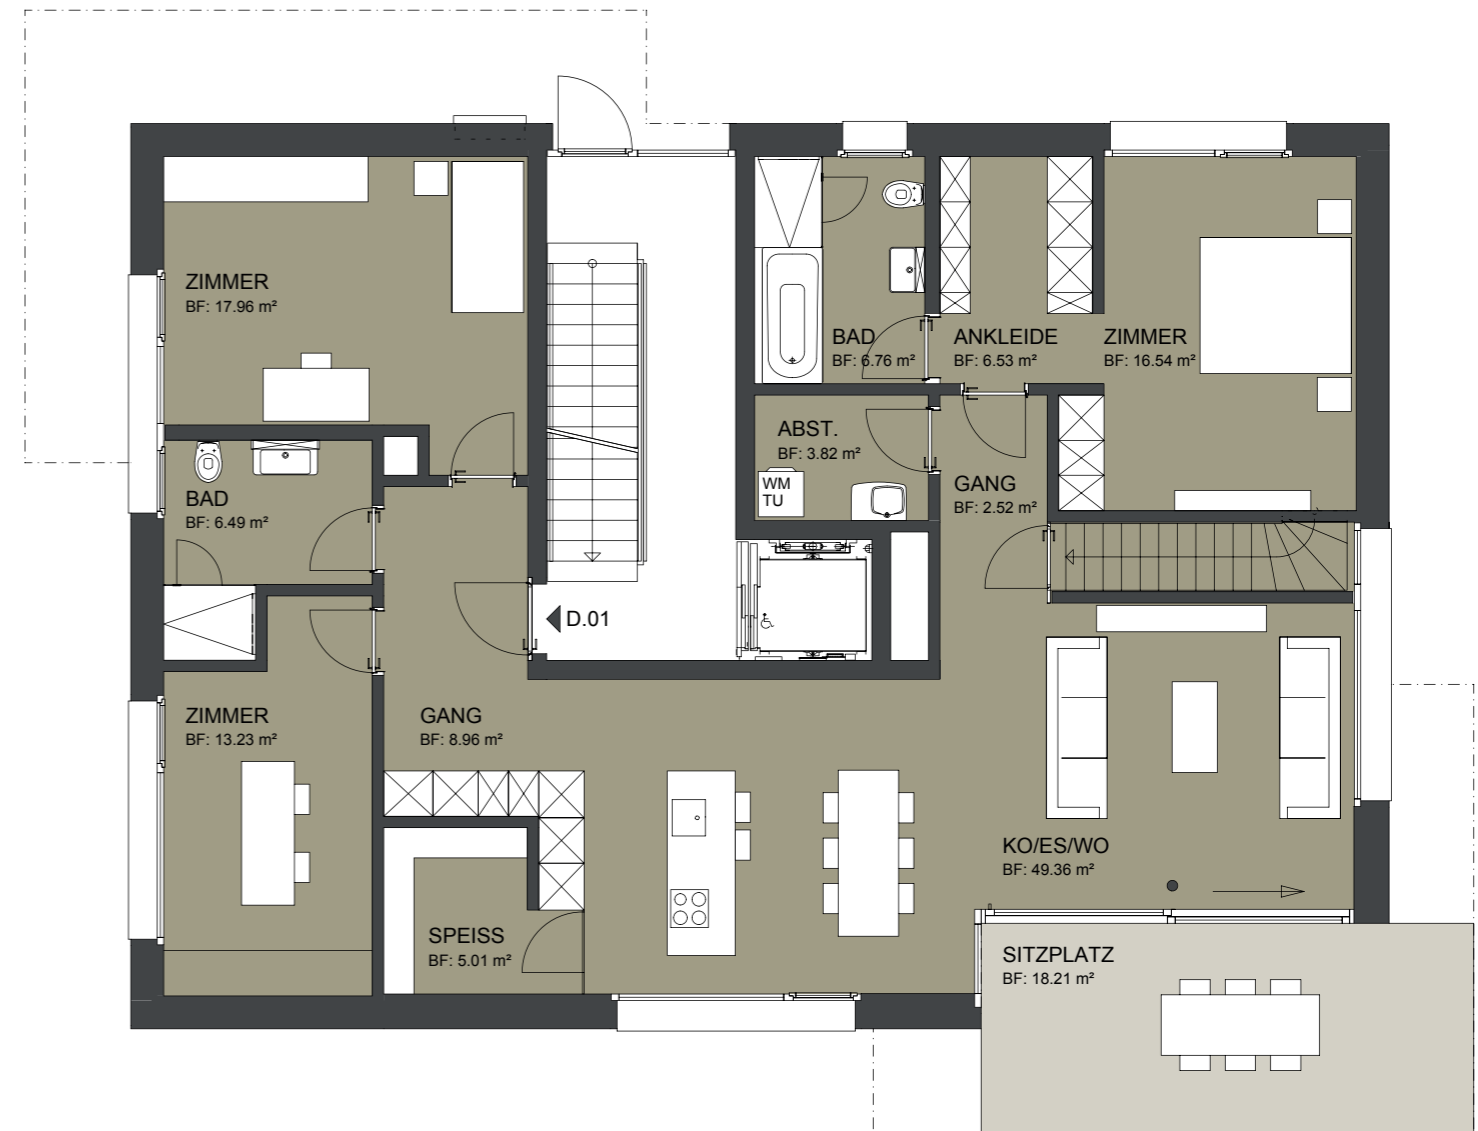 ZIMMER
BF: 17.96 m²
BAD
BF: 6.76 m²
ANKLEIDE
BF: 6.53 m²
ZIMMER
BF: 16.54 m²
ABST.
BF: 3.82 m²
WM
TU
GANG
BF: 2.52 m²
BAD
BF: 6.49 m²
D.01
ZIMMER
BF: 13.23 m²
GANG
BF: 8.96 m²
KO/ES/WO
BF: 49.36 m²
SPEISS
BF: 5.01 m²
SITZPLATZ
BF: 18.21 m²